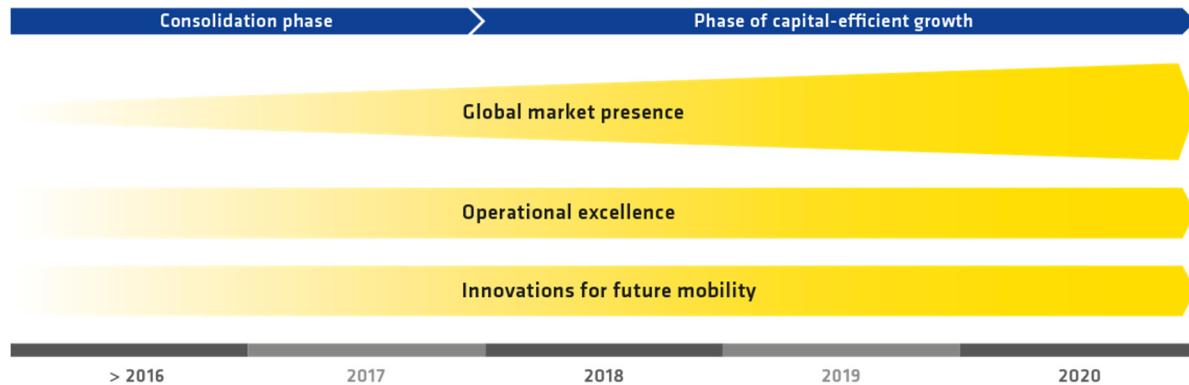 Consolidation phase
Phase of capital-efficient growth
Global market presence
Operational excellence
Innovations for future mobility
> 2016
2017
2018
2019
2020